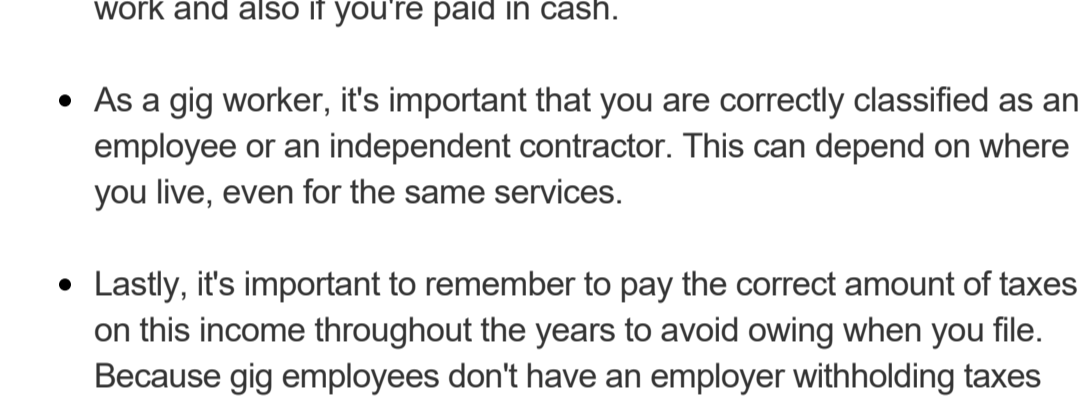 work and also if you're paid in cash.
• As a gig worker, it's important that you are correctly classified as an
employee or an independent contractor. This can depend on where
you live, even for the same services.
• Lastly, it's important to remember to pay the correct amount of taxes
on this income throughout the years to avoid owing when you file.
Because gig employees don't have an employer withholding taxes